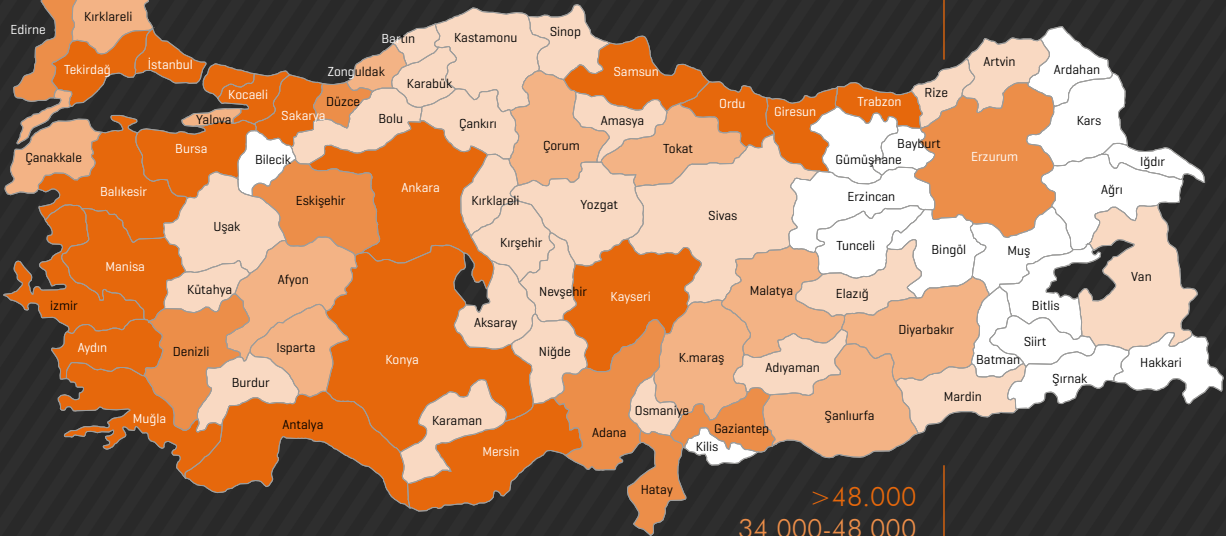 Kırklareli
Edirne
Tekirdağ
İstanbul
Kocaeli
Yalova
Sakarya
Düzce
Zonguldak
Bartın
Kastamonu
Karabük
Sinop
Samsun
Bolu
Çankırı
Çorum
Amasya
Tokat
Ordu
Giresun
Trabzon
Rize
Artvin
Ardahan
Kars
Iğdır
Ağrı
Erzurum
Bayburt
Gümüşhane
Erzincan
Çanakkale
Balıkesir
Bursa
Bilecik
Eskişehir
Ankara
Kırklareli
Yozgat
Sivas
Tunceli
Bingöl
Muş
Van
Uşak
Kırşehir
Manisa
Kütahya
Afyon
Nevşehir
Kayseri
Malatya
Elazığ
Bitlis
izmir
Aksaray
Diyarbakır
Siirt
Aydın
Denizli
Isparta
Konya
Niğde
K.maraş
Adıyaman
Batman
Hakkari
Burdur
Şırnak
Mardin
Muğla
Antalya
Karaman
Mersin
Adana
Osmaniye
Gaziantep
Şanlıurfa
Kilis
Hatay
>48.000
34.000-48.000